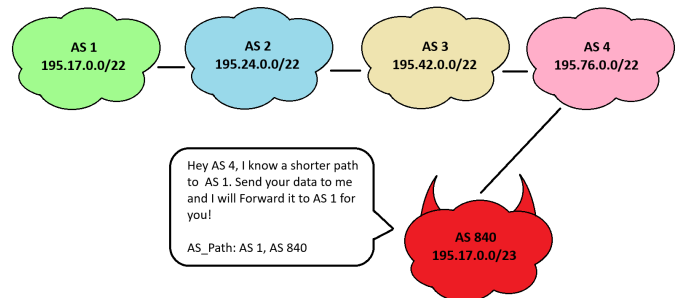 AS 1
195.17.0.0/22
AS 2
195.24.0.0/22
AS 3
195.42.0.0/22
AS 4
195.76.0.0/22
Hey AS 4, I know a shorter path
to AS 1. Send your data to me
and I will Forward it to AS 1 for
you!
AS_Path: AS 1, AS 840
AS 840
195.17.0.0/23